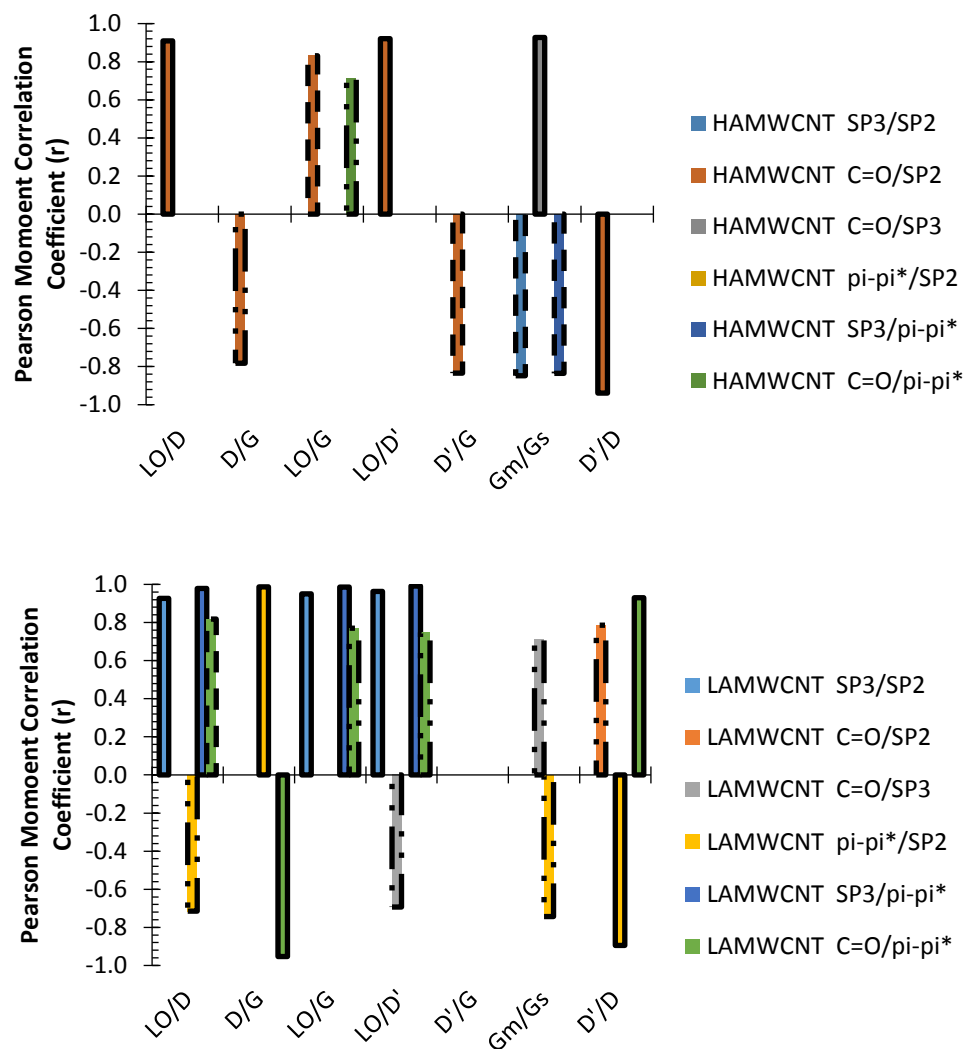 Pearson Momoent Correlation
Coefficient (r)
1.0
0.8
0.6
0.4
0.2
0.0
-0.2
-0.4
-0.6
-0.8
-1.0
LO/D
D/G
LO/G
LO/D'
D'/G
Gm/Gs
D'/D
HAMWCNT SP3/SP2
HAMWCNT C=O/SP2
HAMWCNT C=O/SP3
HAMWCNT pi-pi*/SP2
HAMWCNT SP3/pi-pi*
HAMWCNT C=O/pi-pi*
Pearson Momoent Correlation
Coefficient (r)
1.0
0.8
0.6
0.4
0.2
0.0
-0.2
-0.4
-0.6
-0.8
-1.0
LO/D
D/G
LO/G
LO/D'
D'/G
Gm/Gs
D'/D
LAMWCNT SP3/SP2
LAMWCNT C=O/SP2
LAMWCNT C=O/SP3
LAMWCNT pi-pi*/SP2
LAMWCNT SP3/pi-pi*
LAMWCNT C=O/pi-pi*